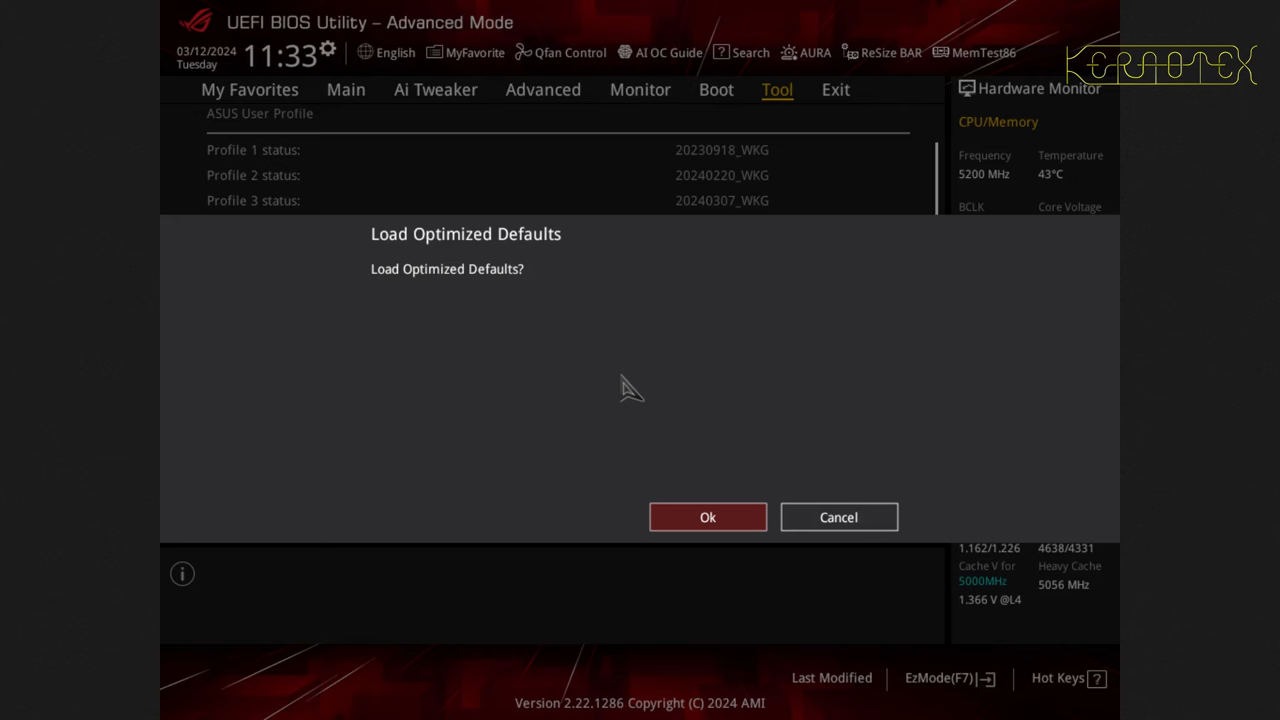 UEFI BIOS Utility – Advanced Mode
03/12/2024
Tuesday
11:33
English
MyFavorite
Qfan Control
AI OC Guide
Search
AURA
ReSize BAR
MemTest86
My Favorites
Main
Ai Tweaker
Advanced
Monitor
Boot
Tool
Exit
Hardware Monitor
ASUS User Profile
CPU/Memory
Profile 1 status: 20230918_WKG
Profile 2 status: 20240220_WKG
Profile 3 status: 20240307_WKG
Frequency Temperature
5200 MHz 43°C
BCLK Core Voltage
Load Optimized Defaults
Load Optimized Defaults?
Ok
Cancel
1.162/1.226 4638/4331
Cache V for Heavy Cache
5000MHz 5056 MHz
1.366 V @L4
Last Modified
EzMode(F7)
Hot Keys ?
Version 2.22.1286 Copyright (C) 2024 AMI